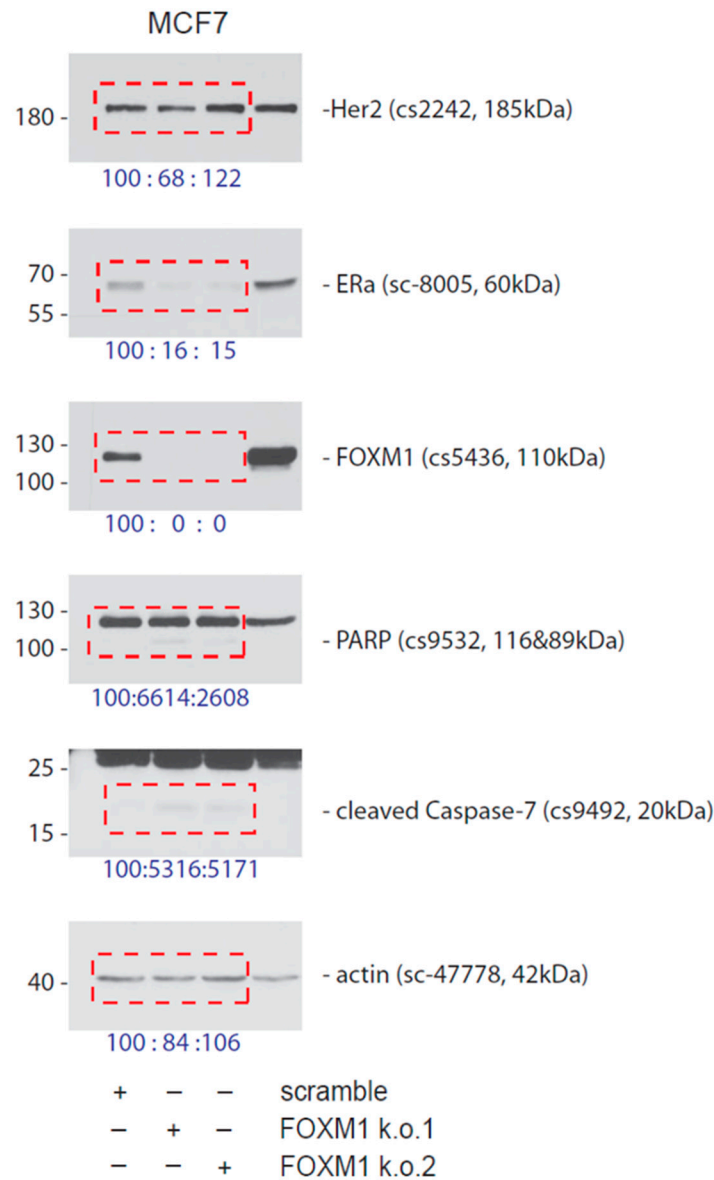 MCF7
180 -
-Her2 (cs2242, 185kDa)
100 : 68 : 122
70 -
55 -
- ERa (sc-8005, 60kDa)
100 : 16 : 15
130 -
100 -
- FOXM1 (cs5436, 110kDa)
100 : 0 : 0
130 -
100 -
- PARP (cs9532, 116&89kDa)
100:6614:2608
25 -
15 -
- cleaved Caspase-7 (cs9492, 20kDa)
100:5316:5171
40 -
- actin (sc-47778, 42kDa)
100 : 84 :106
+ – – scramble
– + – FOXM1 k.o.1
– – + FOXM1 k.o.2